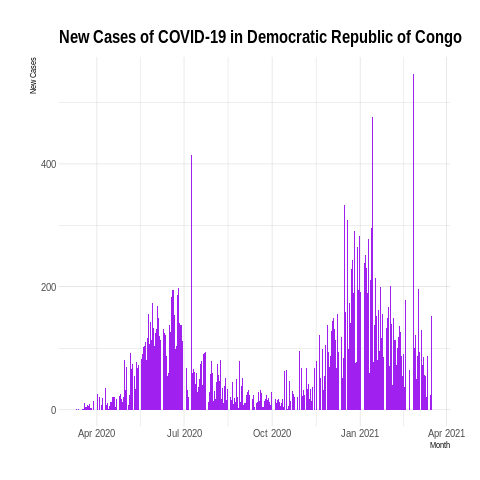 New Cases of COVID-19 in Democratic Republic of Congo
New Cases
400
200
0
Apr 2020 Jul 2020 Oct 2020 Jan 2021 Apr 2021
Month